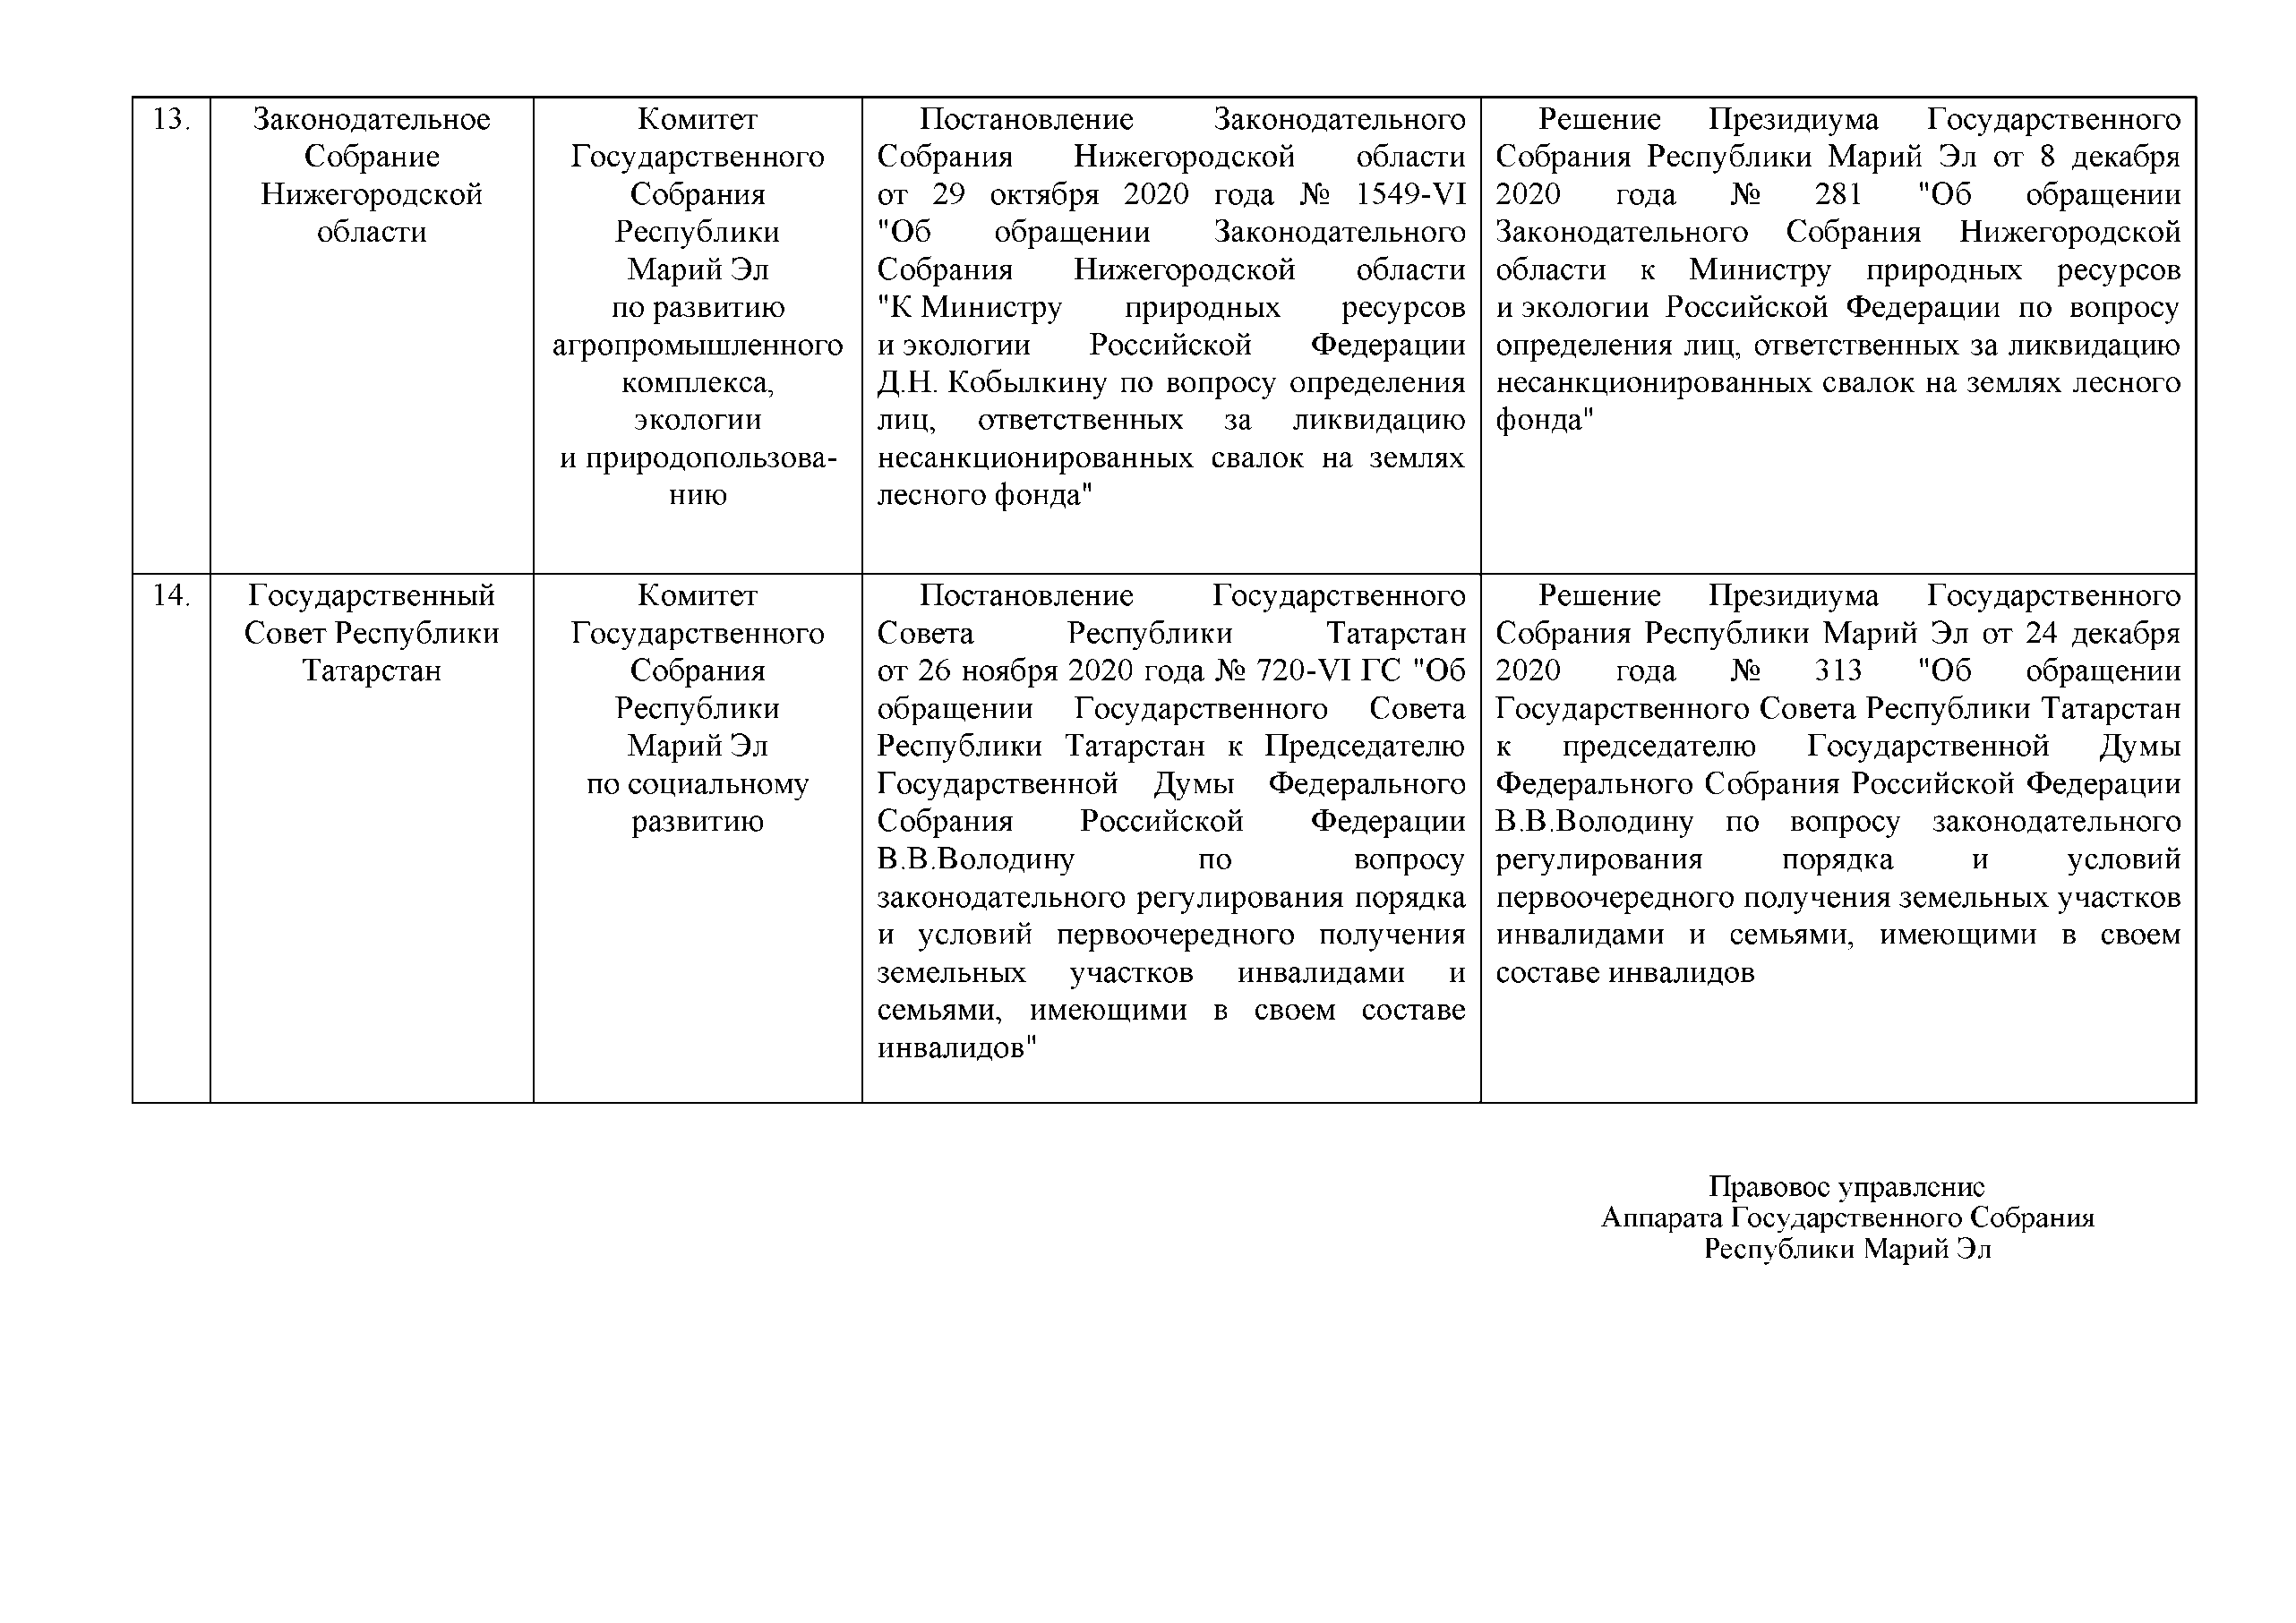 13.
Законодательное
Собрание
Нижегородской
области
Комитет
Государственного
Собрания
Республики
Марий Эл
по развитию
агропромышленного
комплекса,
экологии
и природопользова-
нию
Постановление Законодательного
Собрания Нижегородской области
от 29 октября 2020 года № 1549-VI
"Об обращении Законодательного
Собрания Нижегородской области
"К Министру природных ресурсов
и экологии Российской Федерации
Д.Н. Кобылкину по вопросу определения
лиц, ответственных за ликвидацию
несанкционированных свалок на землях
лесного фонда"
Решение Президиума Государственного
Собрания Республики Марий Эл от 8 декабря
2020 года № 281 "Об обращении
Законодательного Собрания Нижегородской
области к Министру природных ресурсов
и экологии Российской Федерации по вопросу
определения лиц, ответственных за ликвидацию
несанкционированных свалок на землях лесного
фонда"
14.
Государственный
Совет Республики
Татарстан
Комитет
Государственного
Собрания
Республики
Марий Эл
по социальному
развитию
Постановление Государственного
Совета Республики Татарстан
от 26 ноября 2020 года № 720-VI ГС "Об
обращении Государственного Совета
Республики Татарстан к Председателю
Государственной Думы Федерального
Собрания Российской Федерации
В.В.Володину по вопросу
законодательного регулирования порядка
и условий первоочередного получения
земельных участков инвалидами и
семьями, имеющими в своем составе
инвалидов"
Решение Президиума Государственного
Собрания Республики Марий Эл от 24 декабря
2020 года № 313 "Об обращении
Государственного Совета Республики Татарстан
к председателю Государственной Думы
Федерального Собрания Российской Федерации
В.В.Володину по вопросу законодательного
регулирования порядка и условий
первоочередного получения земельных участков
инвалидами и семьями, имеющими в своем
составе инвалидов
Правовое управление
Аппарата Государственного Собрания
Республики Марий Эл